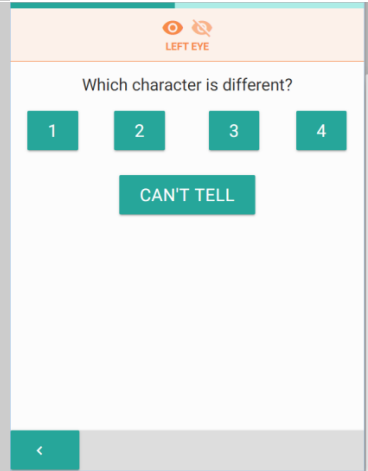 LEFT EYE
Which character is different?
1 2 3 4
CAN'T TELL